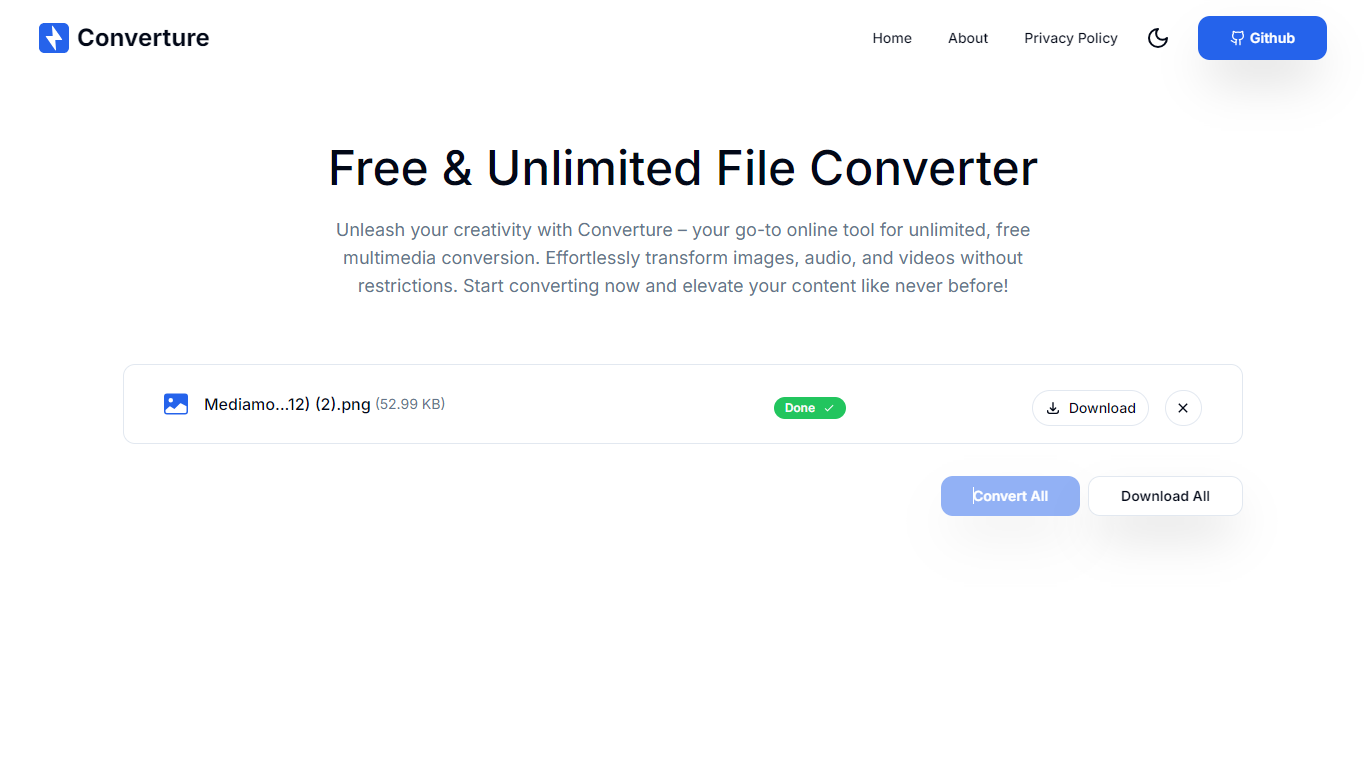 Converture
Home
About
Privacy Policy
Github
Free & Unlimited File Converter
Unleash your creativity with Converture – your go-to online tool for unlimited, free
multimedia conversion. Effortlessly transform images, audio, and videos without
restrictions. Start converting now and elevate your content like never before!
Mediamo...12) (2).png (52.99 KB)
Done
Download
Convert All
Download All